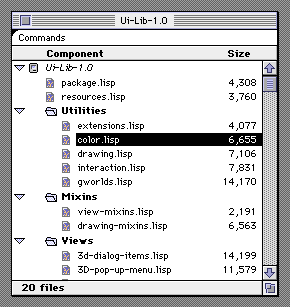 Ui-Lib-1.0
Commands
Component Size
Ui-Lib-1.0
package.lisp 4,308
resources.lisp 3,760
Utilities
extensions.lisp 4,077
color.lisp 6,655
drawing.lisp 7,106
interaction.lisp 7,831
gworlds.lisp 14,170
Mixins
view-mixins.lisp 2,191
drawing-mixins.lisp 6,563
Views
3d-dialog-items.lisp 14,199
3D-pop-up-menu.lisp 11,579
20 files